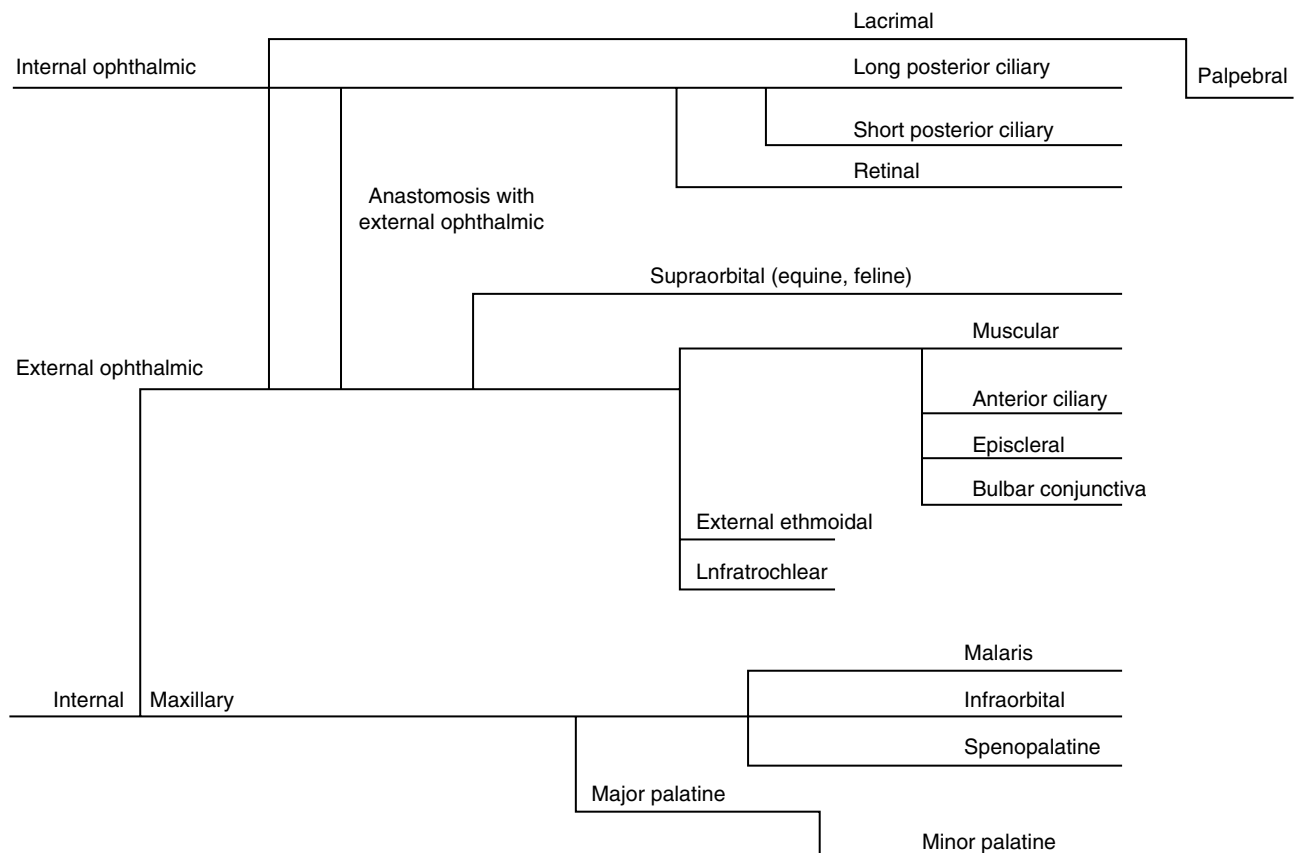 Lacrimal
Internal ophthalmic
Long posterior ciliary
Palpebral
Short posterior ciliary
Retinal
Anastomosis with
external ophthalmic
Supraorbital (equine, feline)
Muscular
External ophthalmic
Anterior ciliary
Episcleral
Bulbar conjunctiva
External ethmoidal
Lnfratrochlear
Malaris
Internal Maxillary
Infraorbital
Spenopalatine
Major palatine
Minor palatine